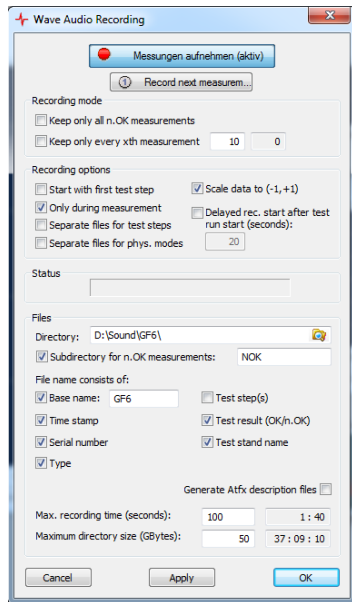 Wave Audio Recording
Messungen aufnehmen (aktiv)
1 Record next measurem...
Recording mode
Keep only all n.OK measurements
Keep only every xth measurement 10 0
Recording options
Start with first test step
Scale data to (-1,+1)
Only during measurement
Delayed rec. start after test
run start (seconds):
Separate files for test steps
Separate files for phys. modes
20
Status
Files
Directory: D:\Sound\GF6\
Subdirectory for n.OK measurements: NOK
File name consists of:
Base name: GF6
Test step(s)
Time stamp
Test result (OK/n.OK)
Serial number
Test stand name
Type
Generate Atfx description files
Max. recording time (seconds): 100 1 : 40
Maximum directory size (GBytes): 50 37 : 09 : 10
Cancel Apply OK